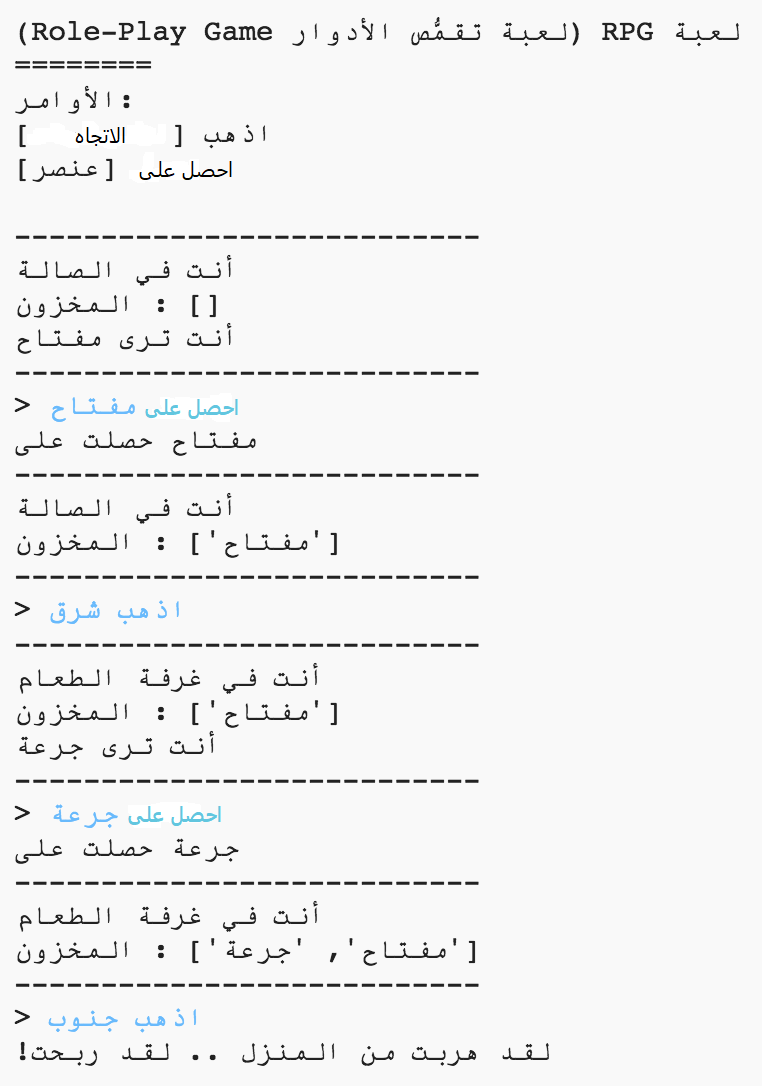 لعبة RPG (لعبة تقمُّص الأدوار Role-Play Game)
========
الأوامر:
اذهب [الاتجاه]
احصل على [عنصر]
---------------------------
أنت في الصالة
المخزون : []
أنت ترى مفتاح
---------------------------
> احصل على مفتاح
مفتاح حصلت على
---------------------------
أنت في الصالة
المخزون : ['مفتاح']
---------------------------
> اذهب شرق
---------------------------
أنت في غرفة الطعام
المخزون : ['مفتاح']
أنت ترى جرعة
---------------------------
> احصل على جرعة
جرعة حصلت على
---------------------------
أنت في غرفة الطعام
المخزون : ['مفتاح', 'جرعة']
---------------------------
> اذهب جنوب
لقد هربت من المنزل .. لقد ربحت!